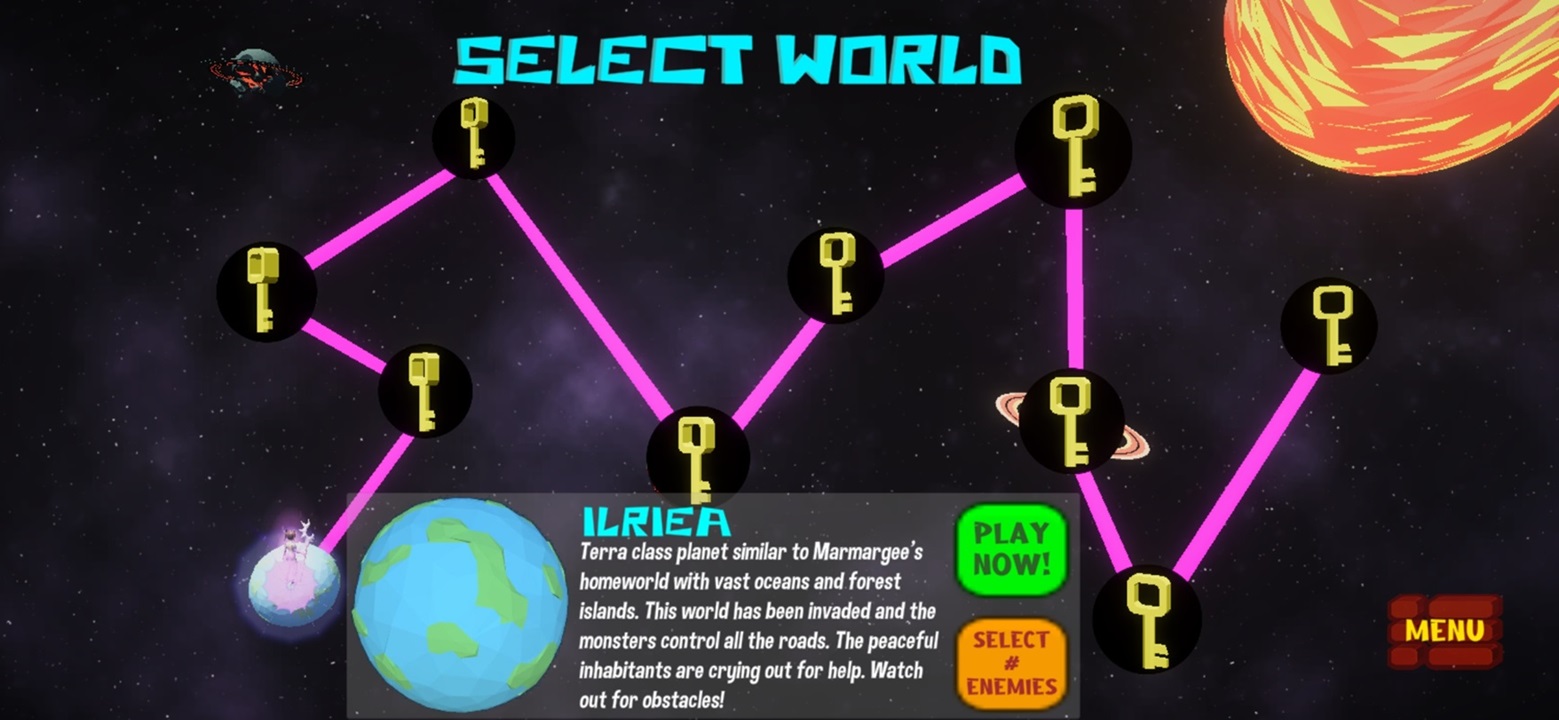 SELECT WORLD
ILRIEA
Terra class planet similar to Marmargee's
homeworld with vast oceans and forest
islands. This world has been invaded and the
monsters control all the roads. The peaceful
inhabitants are crying out for help. Watch
out for obstacles!
PLAY
NOW!
SELECT
#
ENEMIES
MENU